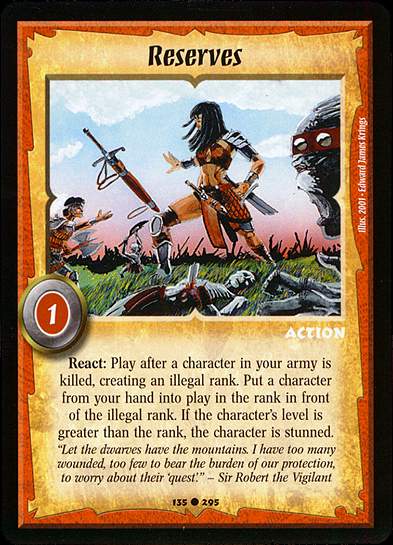 Reserves
Illus. 2001 • Edward James Krings
1
ACTION
React: Play after a character in your army is
killed, creating an illegal rank. Put a character
from your hand into play in the rank in front
of the illegal rank. If the character's level is
greater than the rank, the character is stunned.
“Let the dwarves have the mountains. I have too many
wounded, too few to bear the burden of our protection,
to worry about their ‘quest’.” – Sir Robert the Vigilant
135 ● 295